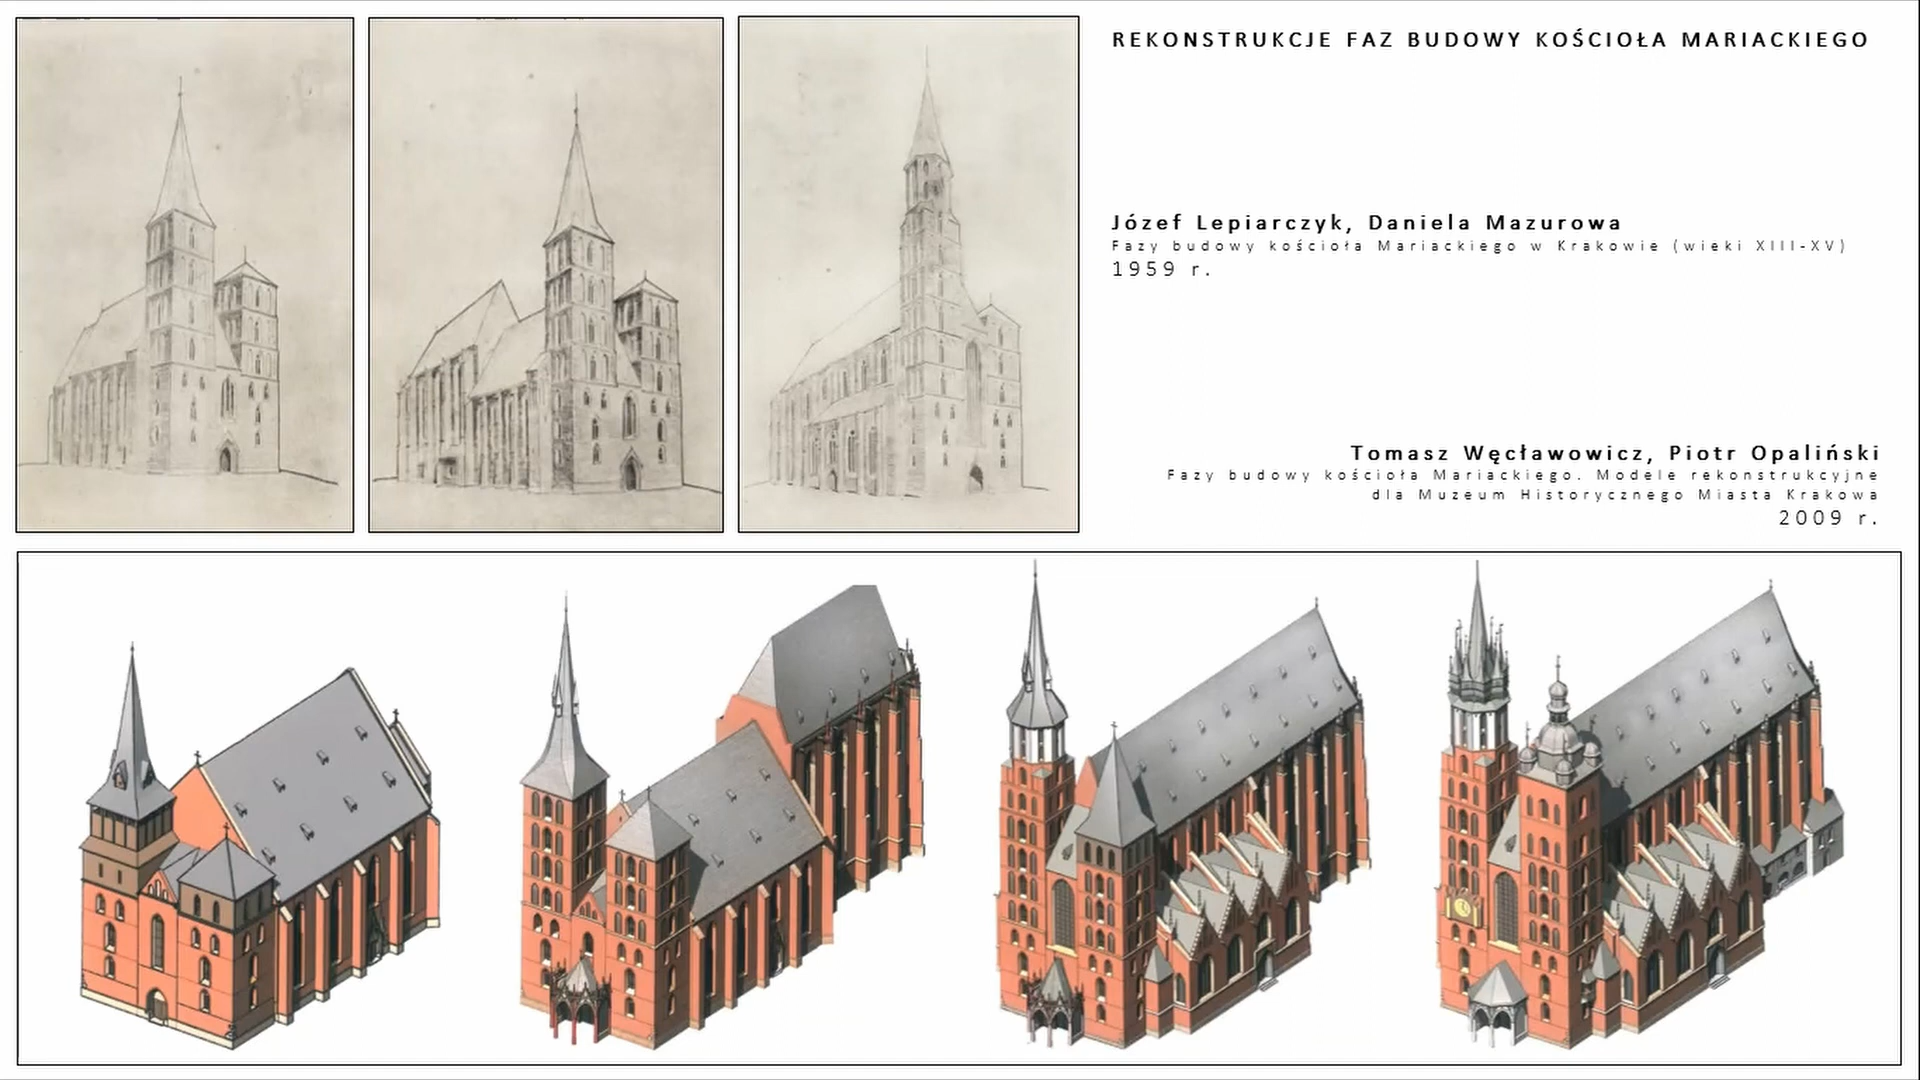 REKONSTRUKCJE FAZ BUDOWY KOŚCIOŁA MARIACKIEGO
Józef Lepiarczyk, Daniela Mazurowa
Fazy budowy kościoła Mariackiego w Krakowie (wieki XIII-XV)
1959 r.
Tomasz Węcławowicz, Piotr Opaliński
Fazy budowy kościoła Mariackiego. Modele rekonstrukcyjne
dla Muzeum Historycznego Miasta Krakowa
2009 r.